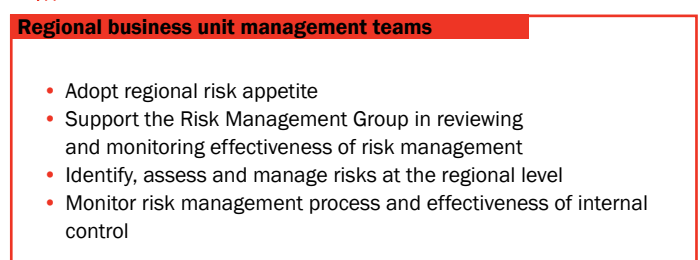 Regional business unit management teams
• Adopt regional risk appetite
• Support the Risk Management Group in reviewing
and monitoring effectiveness of risk management
• Identify, assess and manage risks at the regional level
• Monitor risk management process and effectiveness of internal
control